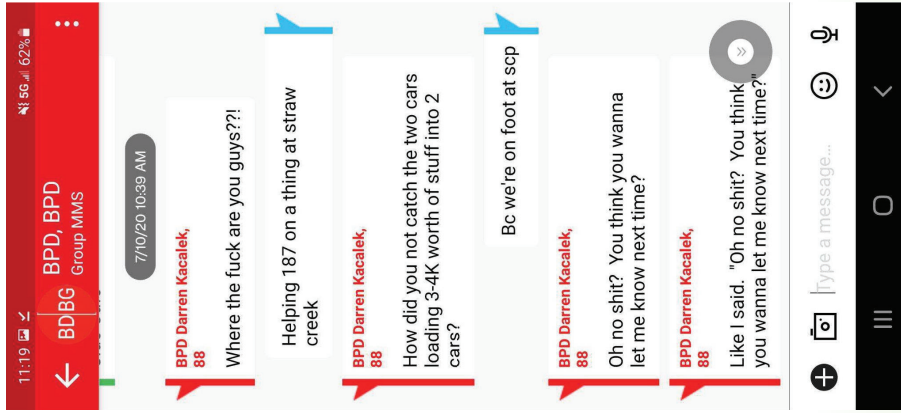 11:19
5G 62%
BD BG
BPD, BPD
Group MMS
7/10/20 10:39 AM
BPD Darren Kacalek,
88
Where the fuck are you guys??!
Helping 187 on a thing at straw
creek
BPD Darren Kacalek,
88
How did you not catch the two cars
loading 3-4K worth of stuff into 2
cars?
Bc we're on foot at scp
BPD Darren Kacalek,
88
Oh no shit? You think you wanna
let me know next time?
BPD Darren Kacalek,
88
Like I said. "Oh no shit? You think
you wanna let me know next time?"
Type a message...